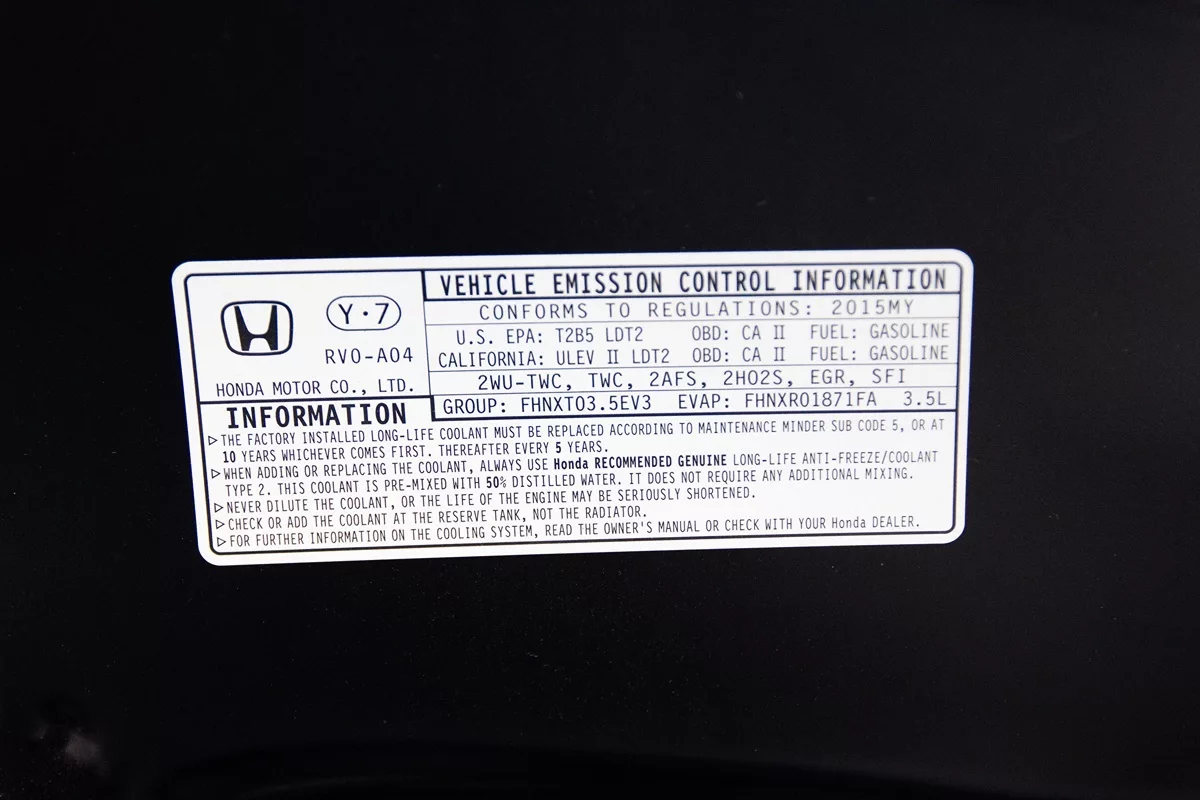 Y·7
RV0-A04
HONDA MOTOR CO., LTD.
VEHICLE EMISSION CONTROL INFORMATION
CONFORMS TO REGULATIONS: 2015MY
U.S. EPA: T2B5 LDT2 OBD: CA II FUEL: GASOLINE
CALIFORNIA: ULEV II LDT2 OBD: CA II FUEL: GASOLINE
2WU-TWC, TWC, 2AFS, 2HO2S, EGR, SFI
GROUP: FHNXT03.5EV3 EVAP: FHNXR01871FA 3.5L
INFORMATION
▷THE FACTORY INSTALLED LONG-LIFE COOLANT MUST BE REPLACED ACCORDING TO MAINTENANCE MINDER SUB CODE 5, OR AT
10 YEARS WHICHEVER COMES FIRST. THEREAFTER EVERY 5 YEARS.
▷WHEN ADDING OR REPLACING THE COOLANT, ALWAYS USE Honda RECOMMENDED GENUINE LONG-LIFE ANTI-FREEZE/COOLANT
TYPE 2. THIS COOLANT IS PRE-MIXED WITH 50% DISTILLED WATER. IT DOES NOT REQUIRE ANY ADDITIONAL MIXING.
▷NEVER DILUTE THE COOLANT, OR THE LIFE OF THE ENGINE MAY BE SERIOUSLY SHORTENED.
▷CHECK OR ADD THE COOLANT AT THE RESERVE TANK, NOT THE RADIATOR.
▷FOR FURTHER INFORMATION ON THE COOLING SYSTEM, READ THE OWNER'S MANUAL OR CHECK WITH YOUR Honda DEALER.